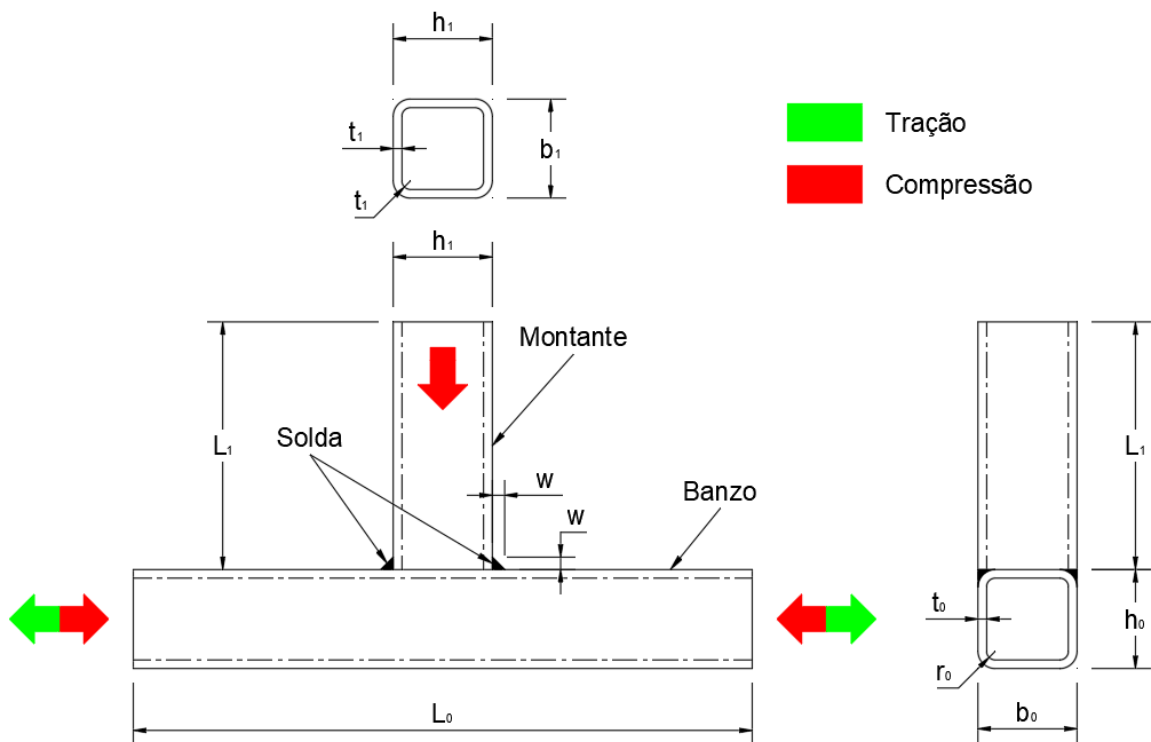 h₁
t₁
b₁
t₁
Tração
Compressão
h₁
Montante
L₁
Solda
w
w
Banzo
L₁
t₀
h₀
r₀
L₀
b₀